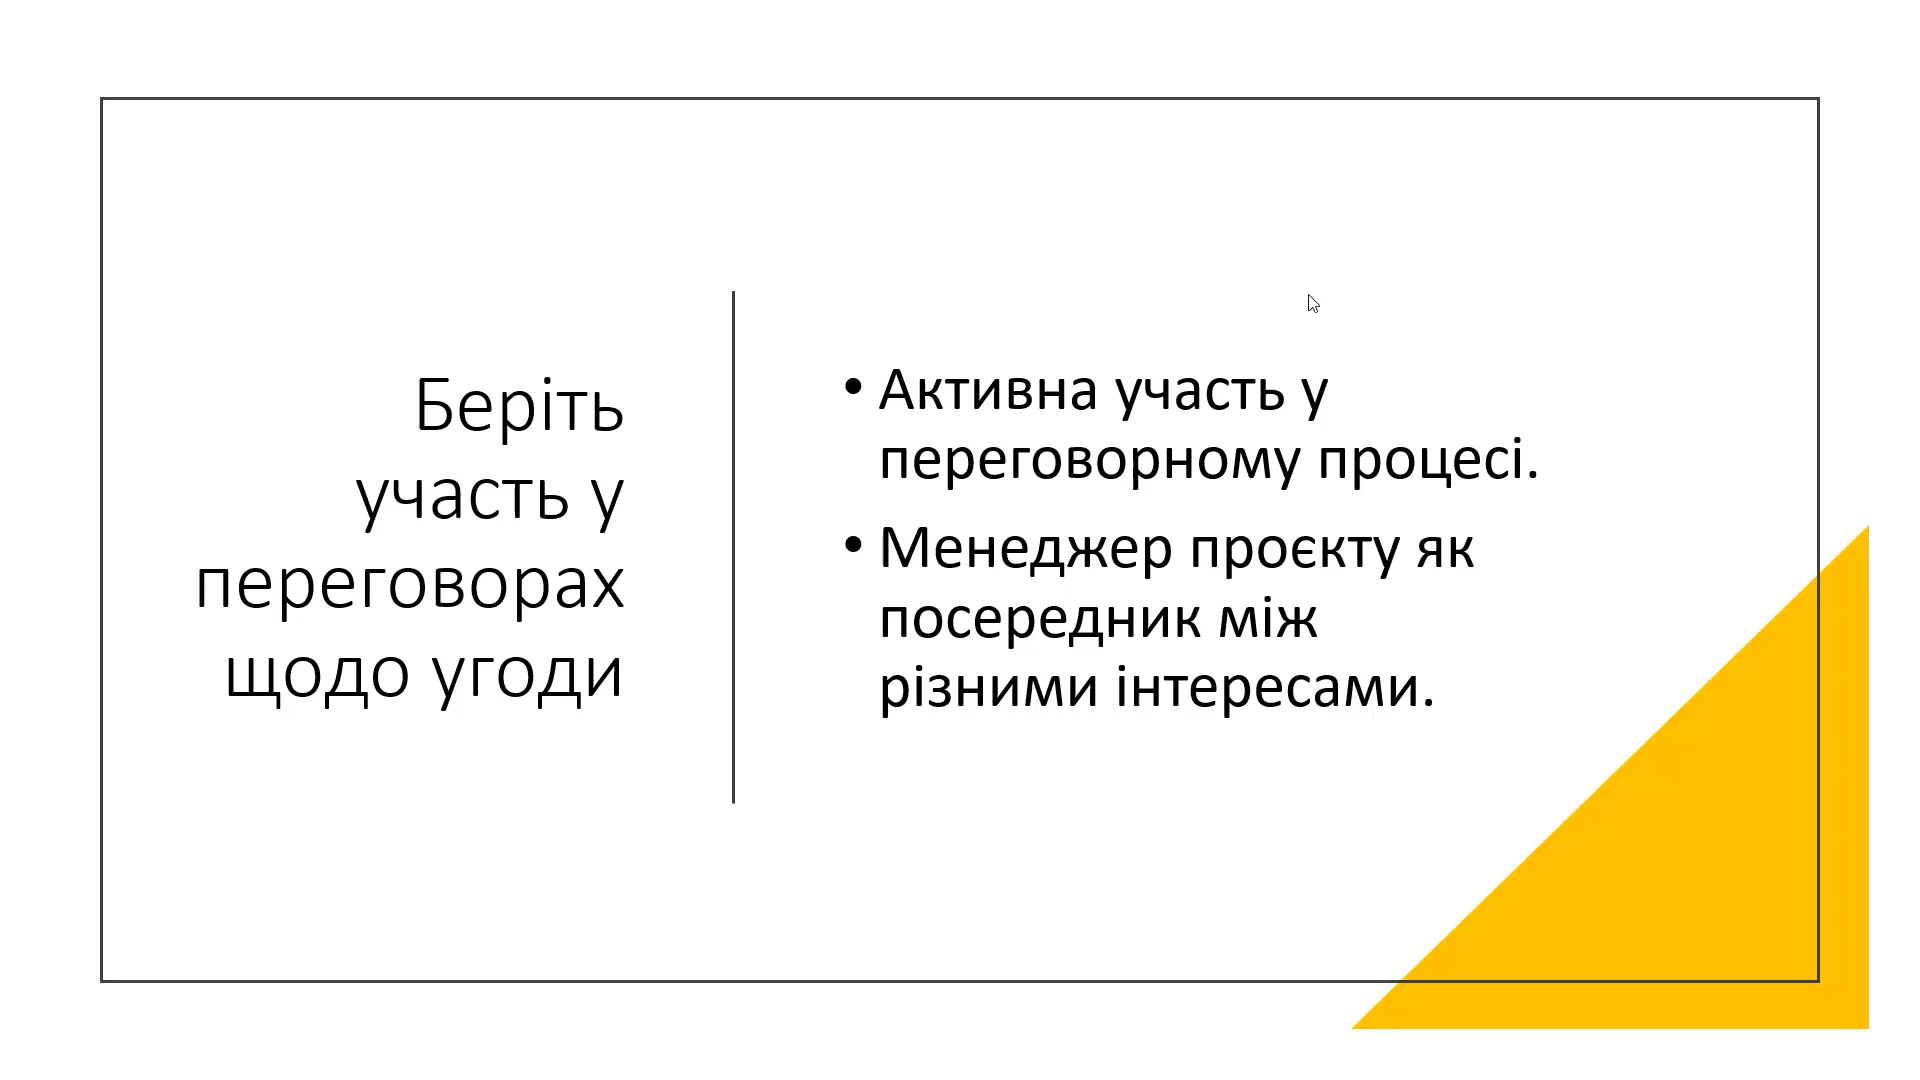 Беріть
участь у
переговорах
щодо угоди
• Активна участь у
переговорному процесі.
• Менеджер проєкту як
посередник між
різними інтересами.